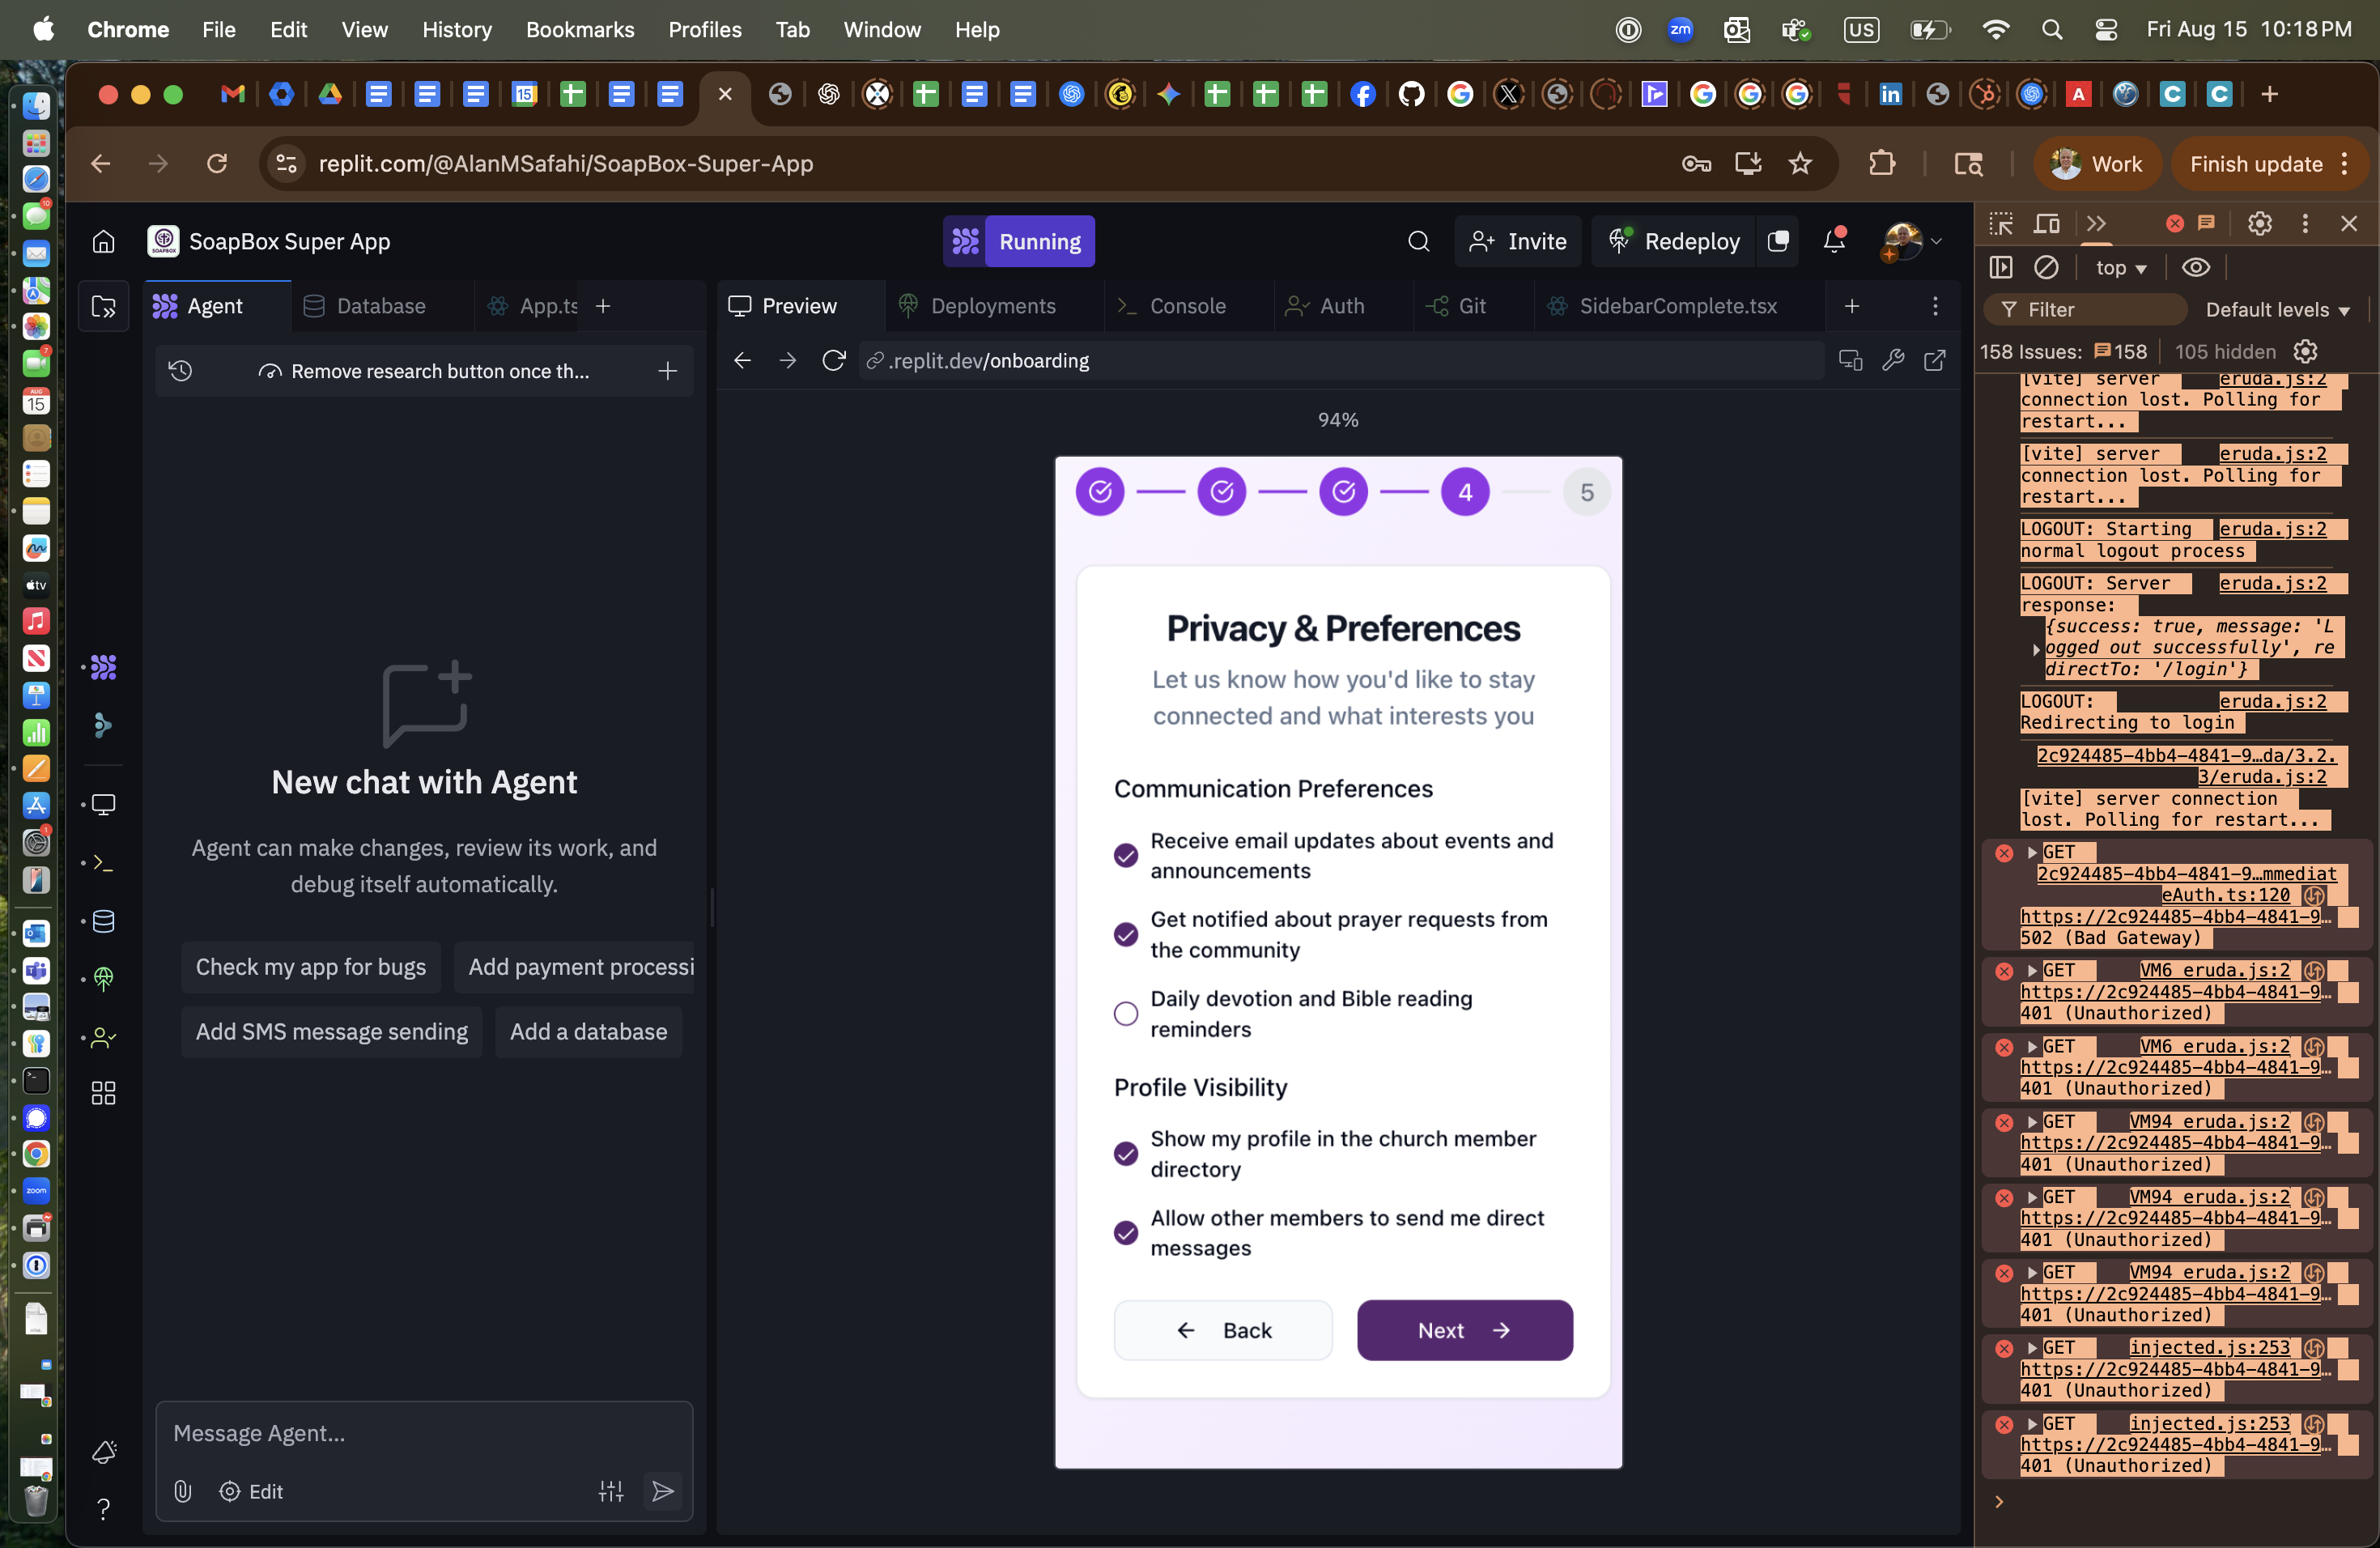 Chrome File Edit View History Bookmarks Profiles Tab Window Help
zm US Fri Aug 15 10:18 PM
15 X A C C
replit.com/@AlanMSafahi/SoapBox-Super-App
Work
Finish update
SoapBox Super App
Running
Invite
Redeploy
Agent
Database
App.ts
Preview
Deployments
Console
Auth
Git
SidebarComplete.tsx
Remove research button once th...
.replit.dev/onboarding
94%
4
5
Privacy & Preferences
Let us know how you'd like to stay
connected and what interests you
Communication Preferences
Receive email updates about events and
announcements
Get notified about prayer requests from
the community
Daily devotion and Bible reading
reminders
Profile Visibility
Show my profile in the church member
directory
Allow other members to send me direct
messages
Back
Next
New chat with Agent
Agent can make changes, review its work, and
debug itself automatically.
Check my app for bugs
Add payment processi
Add SMS message sending
Add a database
Message Agent...
Edit
?
top
Filter
Default levels
158 Issues: 158
105 hidden
[vite] server eruda.js:2
connection lost. Polling for
restart...
[vite] server eruda.js:2
connection lost. Polling for
restart...
LOGOUT: Starting eruda.js:2
normal logout process
LOGOUT: Server eruda.js:2
response:
{success: true, message: 'L
ogged out successfully', re
directTo: '/login'}
LOGOUT: eruda.js:2
Redirecting to login
2c924485-4bb4-4841-9…da/3.2.
3/eruda.js:2
[vite] server connection
lost. Polling for restart...
GET
2c924485-4bb4-4841-9…mmediat
eAuth.ts:120
https://2c924485-4bb4-4841-9…
502 (Bad Gateway)
GET VM6 eruda.js:2
https://2c924485-4bb4-4841-9…
401 (Unauthorized)
GET VM6 eruda.js:2
https://2c924485-4bb4-4841-9…
401 (Unauthorized)
GET VM94 eruda.js:2
https://2c924485-4bb4-4841-9…
401 (Unauthorized)
GET VM94 eruda.js:2
https://2c924485-4bb4-4841-9…
401 (Unauthorized)
GET VM94 eruda.js:2
https://2c924485-4bb4-4841-9…
401 (Unauthorized)
GET injected.js:253
https://2c924485-4bb4-4841-9…
401 (Unauthorized)
GET injected.js:253
https://2c924485-4bb4-4841-9…
401 (Unauthorized)
10
7
AUG
15
tv
1
zoom